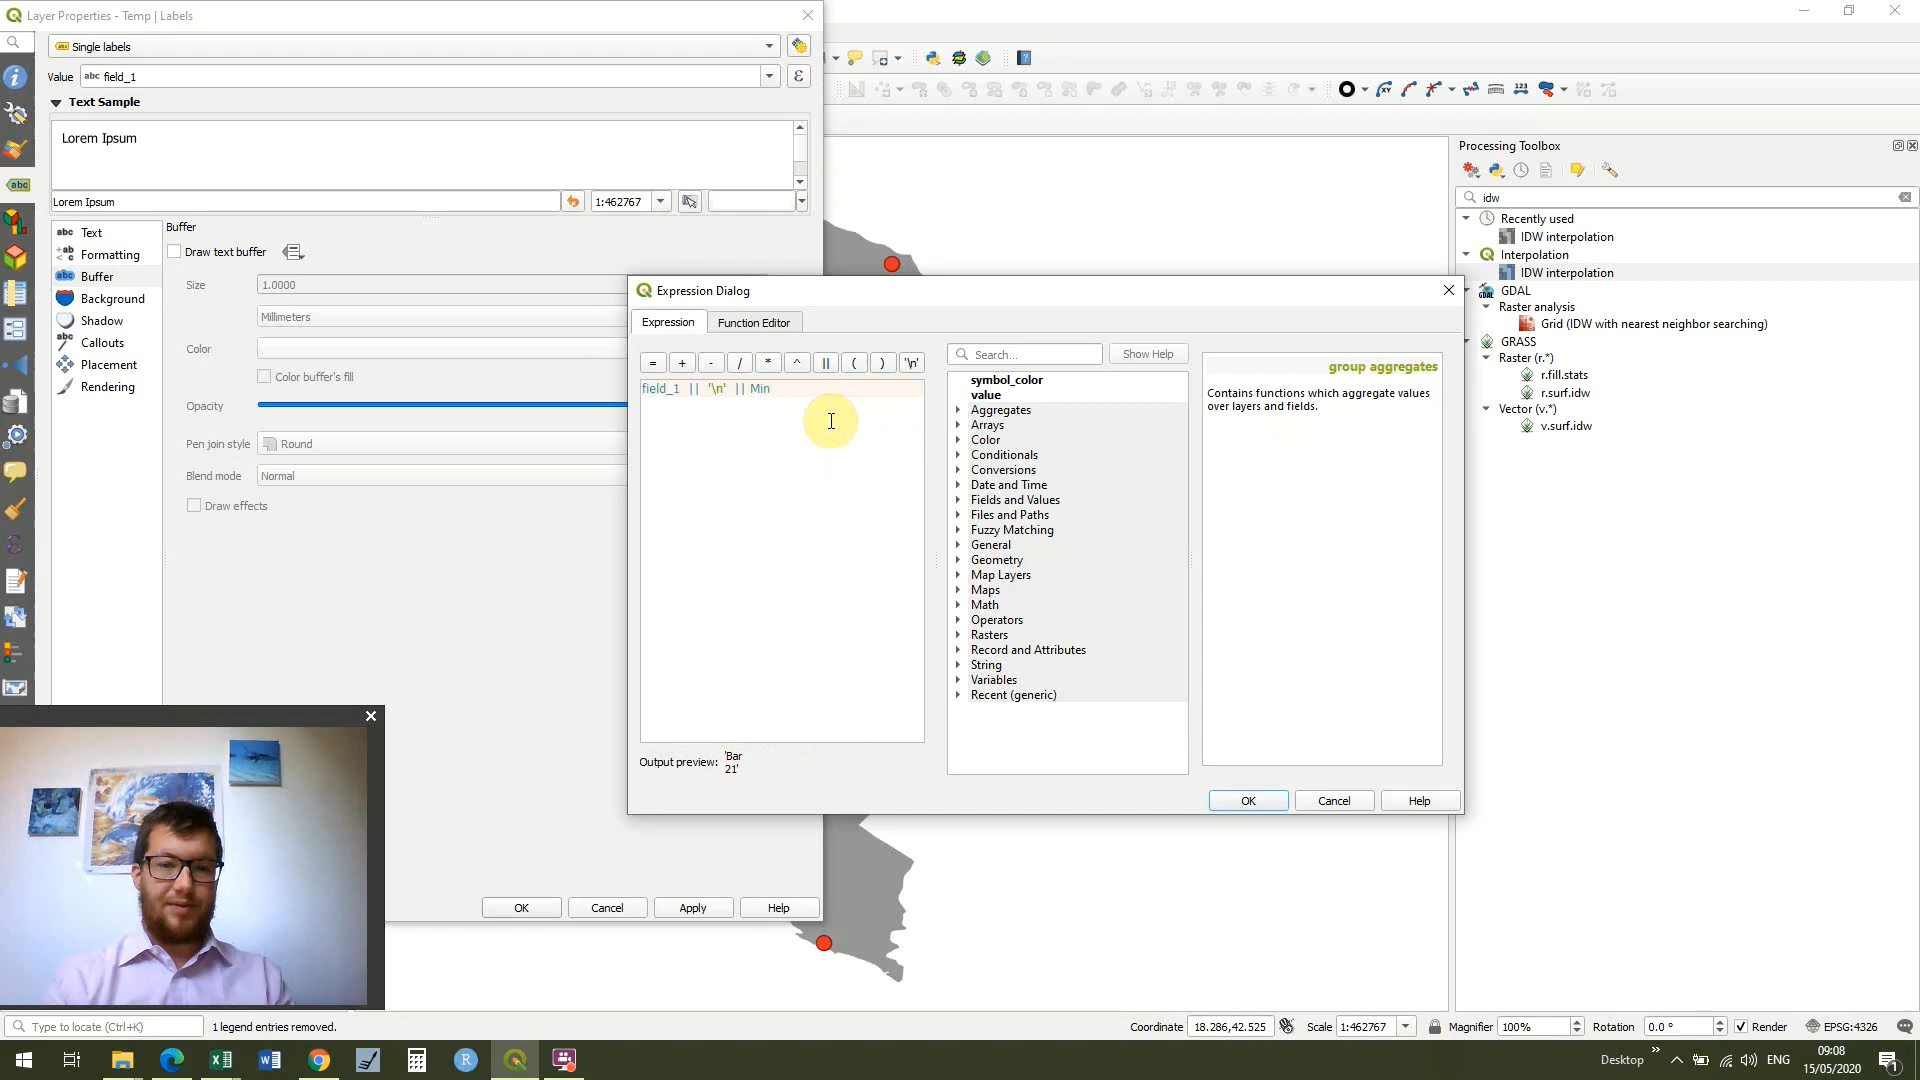 Layer Properties - Temp | Labels
Single labels
Value abc field_1
Text Sample
Lorem Ipsum
Lorem Ipsum
1:462767
Text
Formatting
Buffer
Background
Shadow
Callouts
Placement
Rendering
Buffer
Draw text buffer
Size 1.0000
Millimeters
Color
Color buffer's fill
Opacity
Pen join style Round
Blend mode Normal
Draw effects
OK Cancel Apply Help
Expression Dialog
Expression Function Editor
= + - / * ^ || ( ) '\n'
field_1 || '\n' || Min
Output preview: 'Bar
21'
Search...
Show Help
symbol_color
value
Aggregates
Arrays
Color
Conditionals
Conversions
Date and Time
Fields and Values
Files and Paths
Fuzzy Matching
General
Geometry
Map Layers
Maps
Math
Operators
Rasters
Record and Attributes
String
Variables
Recent (generic)
group aggregates
Contains functions which aggregate values
over layers and fields.
OK Cancel Help
Processing Toolbox
idw
Recently used
IDW interpolation
Interpolation
IDW interpolation
GDAL
Raster analysis
Grid (IDW with nearest neighbor searching)
GRASS
Raster (r.*)
r.fill.stats
r.surf.idw
Vector (v.*)
v.surf.idw
Type to locate (Ctrl+K)
1 legend entries removed.
Coordinate 18.286,42.525
Scale 1:462767
Magnifier 100%
Rotation 0.0 °
Render
EPSG:4326
Desktop
ENG
09:08
15/05/2020